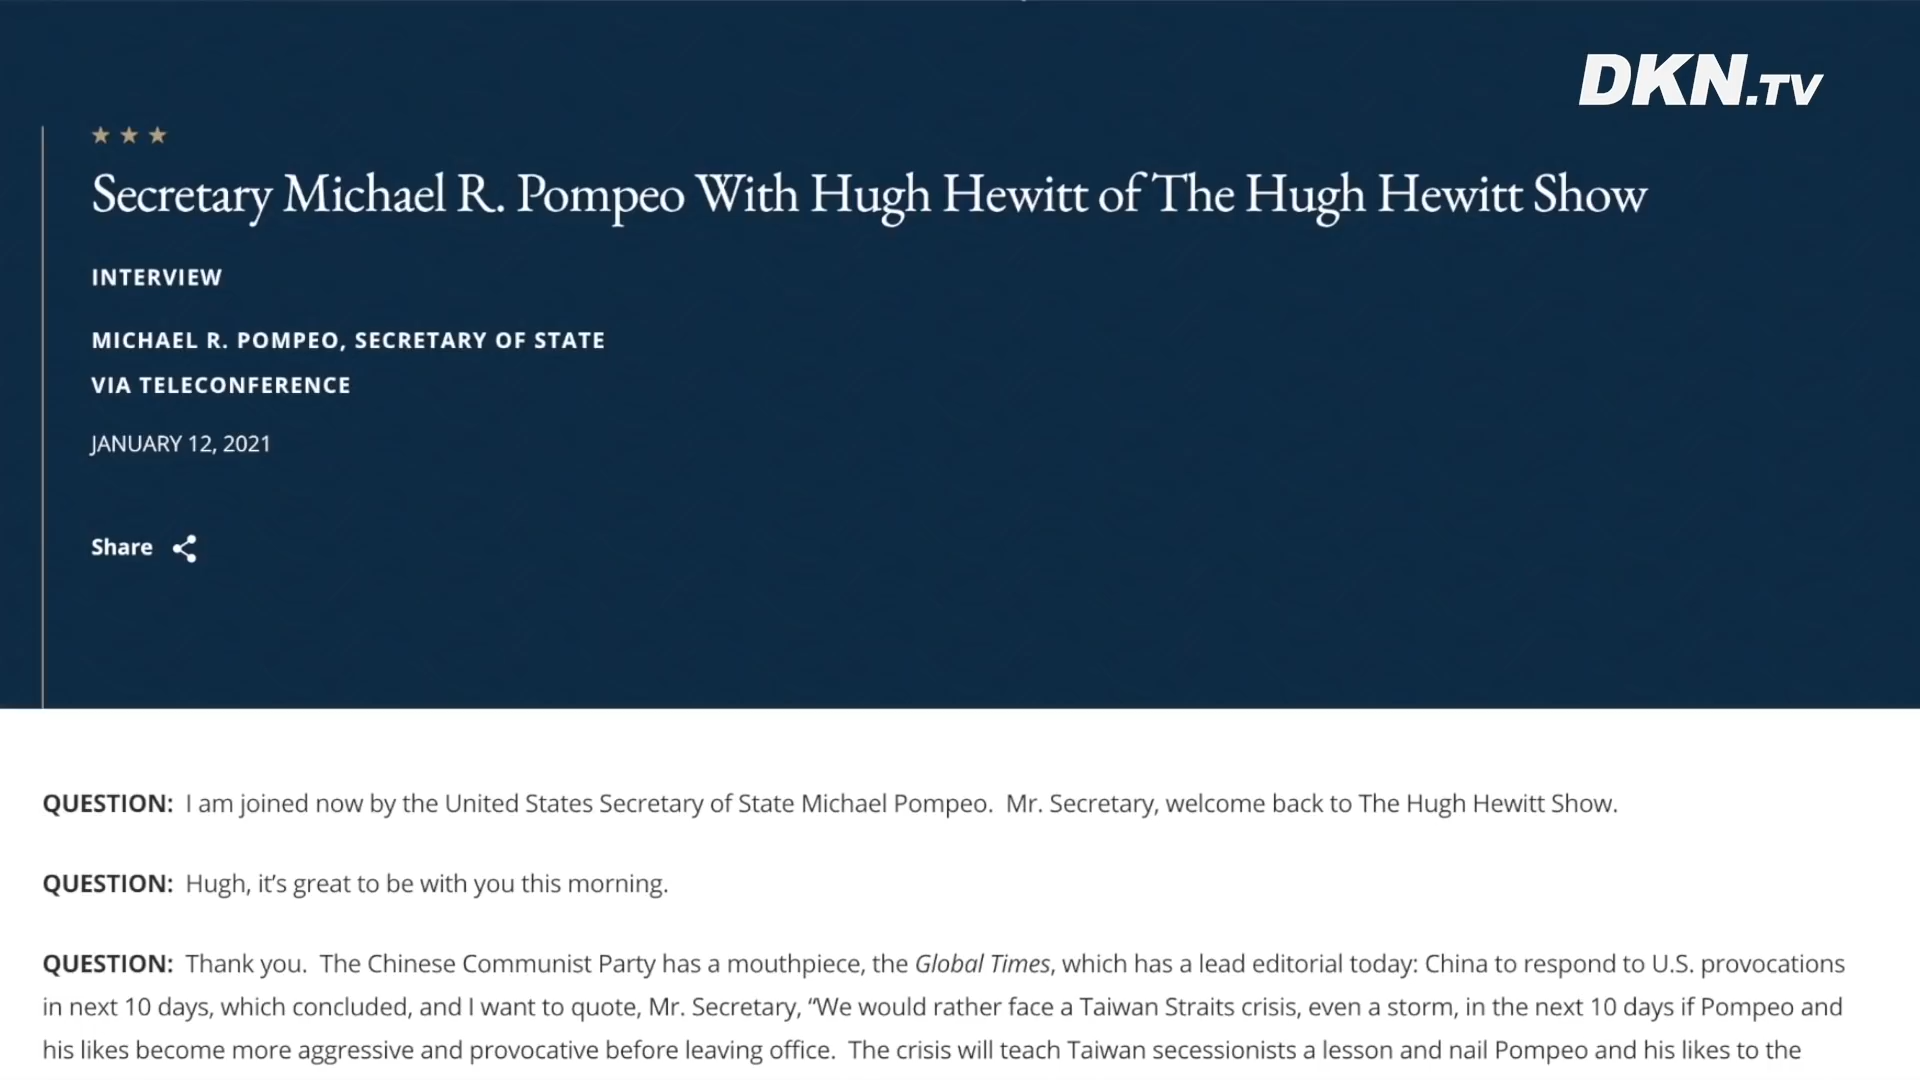 DKN.TV
★ ★ ★
Secretary Michael R. Pompeo With Hugh Hewitt of The Hugh Hewitt Show
INTERVIEW
MICHAEL R. POMPEO, SECRETARY OF STATE
VIA TELECONFERENCE
JANUARY 12, 2021
Share
QUESTION: I am joined now by the United States Secretary of State Michael Pompeo. Mr. Secretary, welcome back to The Hugh Hewitt Show.
QUESTION: Hugh, it’s great to be with you this morning.
QUESTION: Thank you. The Chinese Communist Party has a mouthpiece, the Global Times, which has a lead editorial today: China to respond to U.S. provocations
in next 10 days, which concluded, and I want to quote, Mr. Secretary, “We would rather face a Taiwan Straits crisis, even a storm, in the next 10 days if Pompeo and
his likes become more aggressive and provocative before leaving office. The crisis will teach Taiwan secessionists a lesson and nail Pompeo and his likes to the